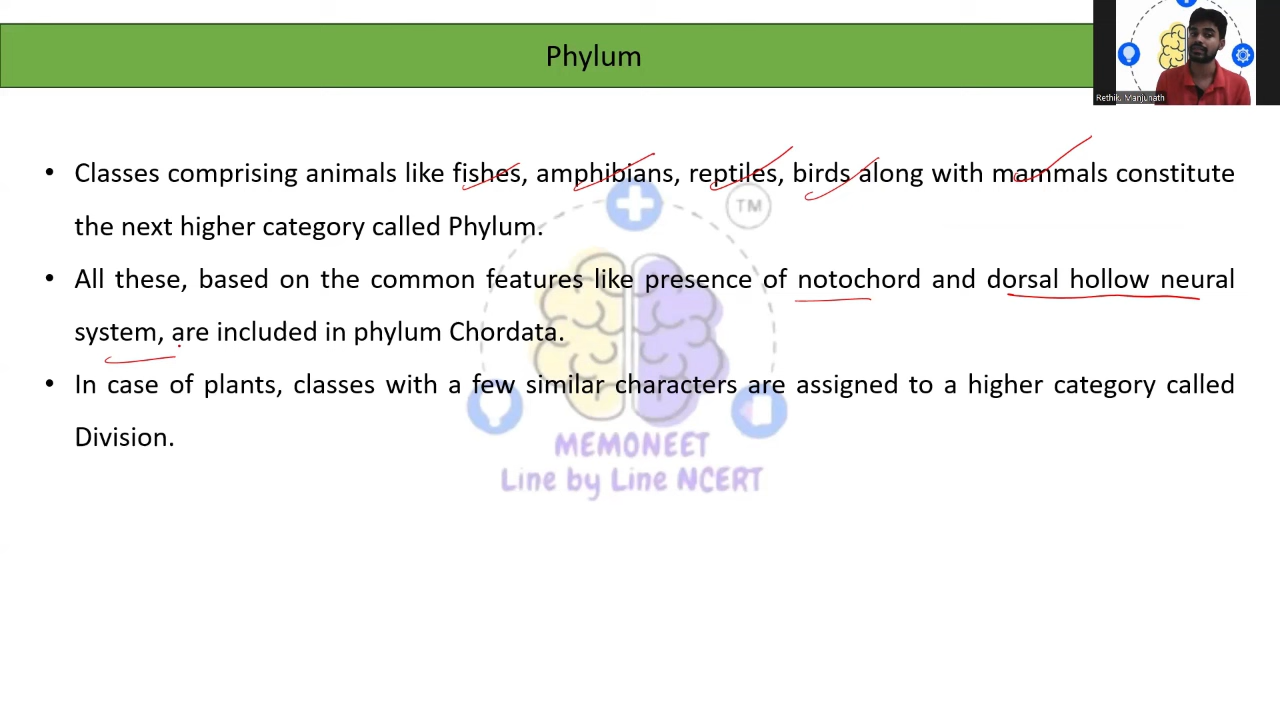 Phylum
Rethik. Manjunath
• Classes comprising animals like fishes, amphibians, reptiles, birds along with mammals constitute
the next higher category called Phylum.
TM
• All these, based on the common features like presence of notochord and dorsal hollow neural
system, are included in phylum Chordata.
• In case of plants, classes with a few similar characters are assigned to a higher category called
Division.
MEMONEET
Line by Line NCERT